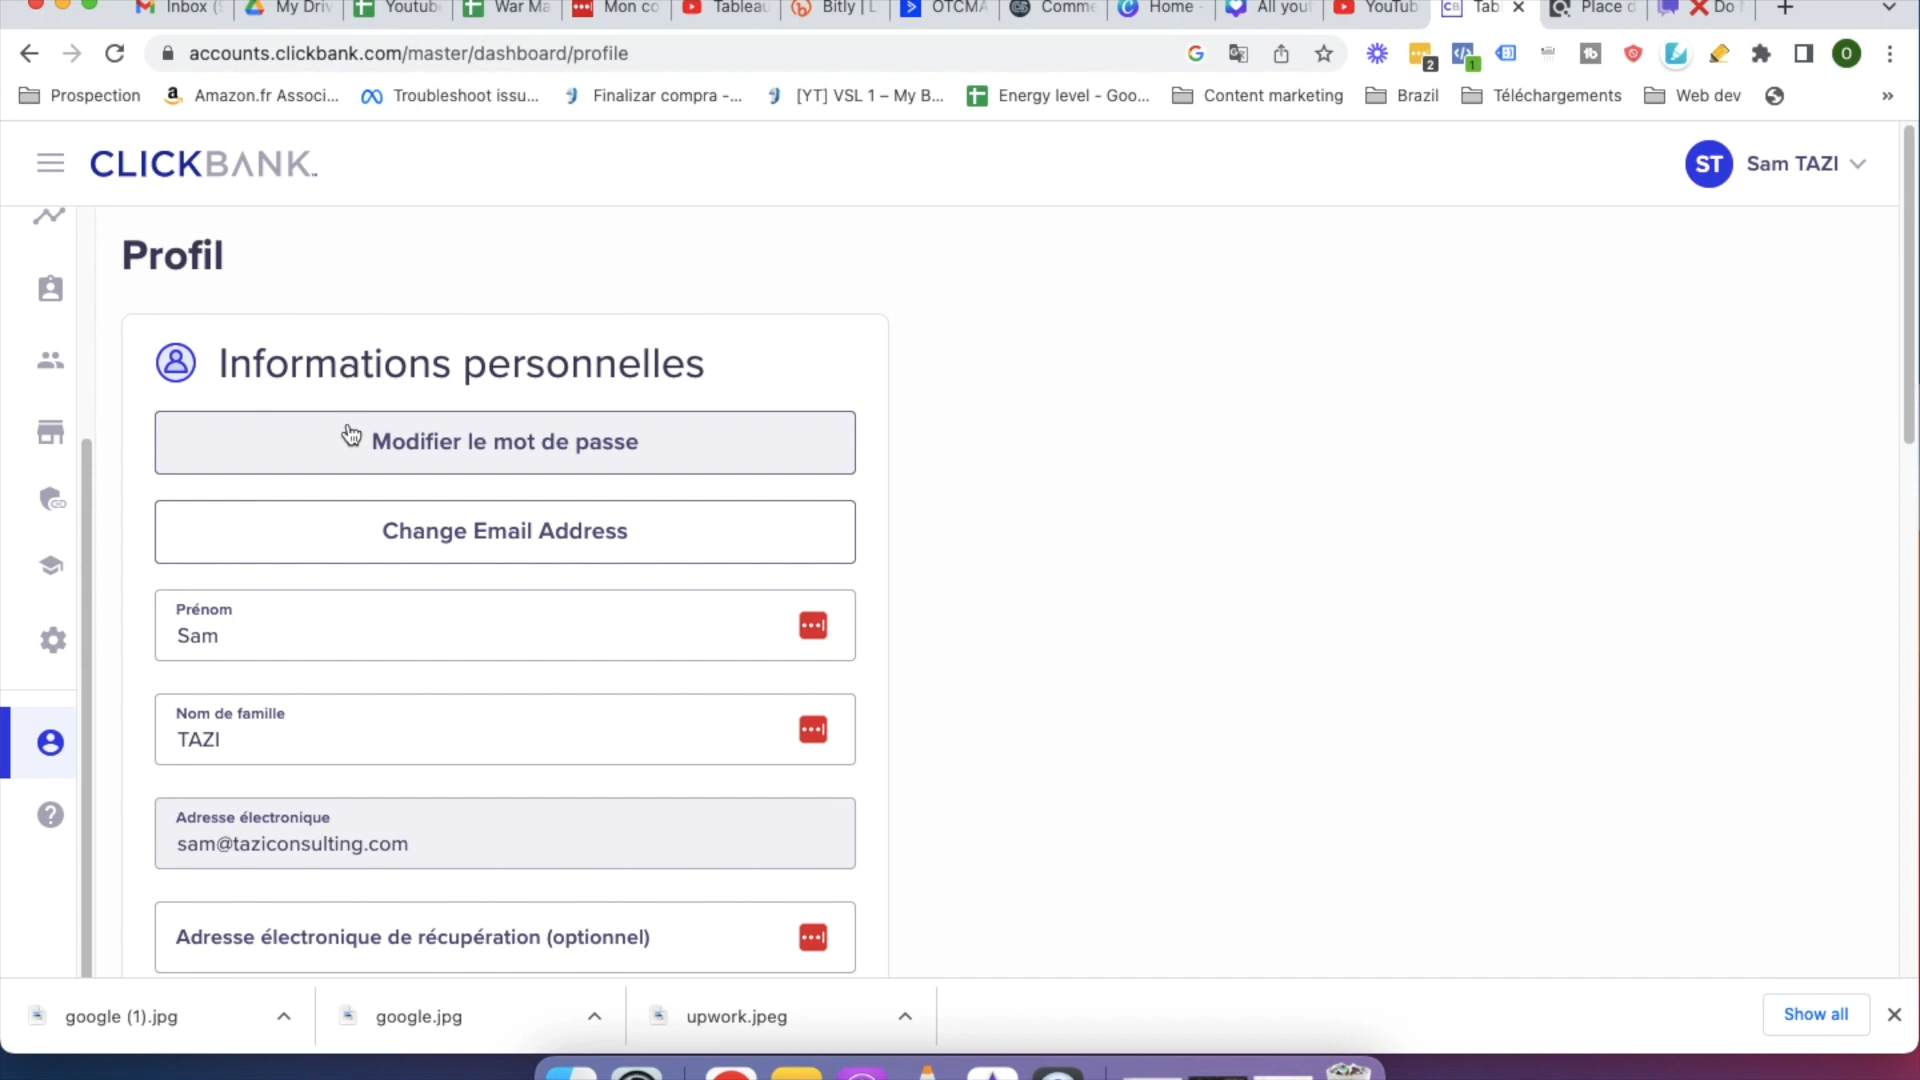 Inbox (
My Driv
Youtub
War Ma
Mon co
Tableau
Bitly | L
OTCMA
Comme
Home -
All your
YouTub
Tabl
Place d
Do N
accounts.clickbank.com/master/dashboard/profile
2
1
O
Prospection
Amazon.fr Associ...
Troubleshoot issu...
Finalizar compra -...
[YT] VSL 1 – My B...
Energy level - Goo...
Content marketing
Brazil
Téléchargements
Web dev
CLICKBANK
ST
Sam TAZI
Profil
Informations personnelles
Modifier le mot de passe
Change Email Address
Prénom
Sam
Nom de famille
TAZI
Adresse électronique
sam@taziconsulting.com
Adresse électronique de récupération (optionnel)
google (1).jpg
google.jpg
upwork.jpeg
Show all